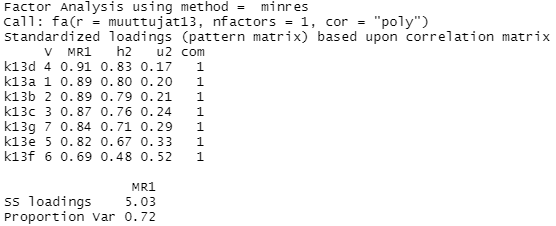 Factor Analysis using method =  minres
Call: fa(r = muuttujat13, nfactors = 1, cor = "poly")
Standardized loadings (pattern matrix) based upon correlation matrix
     V  MR1   h2   u2 com
k13d 4 0.91 0.83 0.17   1
k13a 1 0.89 0.80 0.20   1
k13b 2 0.89 0.79 0.21   1
k13c 3 0.87 0.76 0.24   1
k13g 7 0.84 0.71 0.29   1
k13e 5 0.82 0.67 0.33   1
k13f 6 0.69 0.48 0.52   1
                MR1
SS loadings    5.03
Proportion Var 0.72